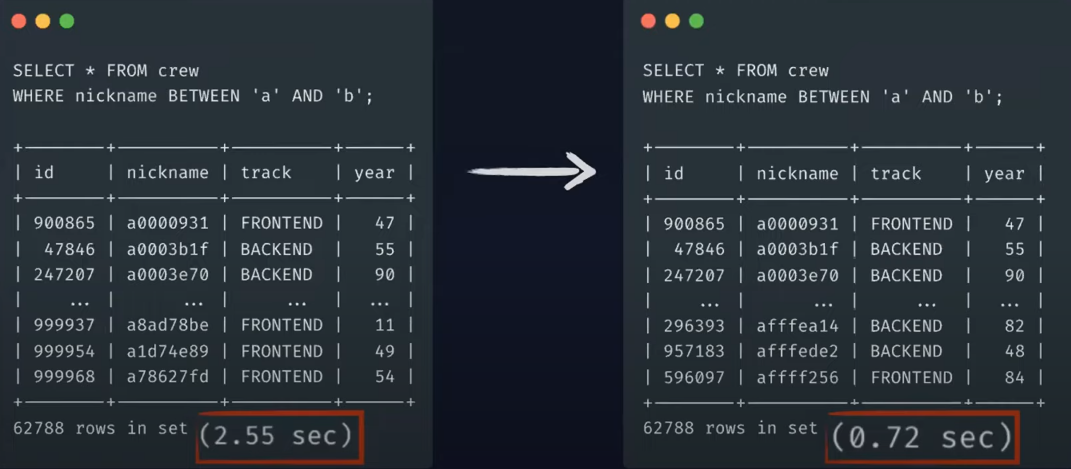 SELECT * FROM crew
WHERE nickname BETWEEN 'a' AND 'b';
| id | nickname | track | year |
| 900865 | a0000931 | FRONTEND | 47 |
| 47846 | a0003b1f | BACKEND | 55 |
| 247207 | a0003e70 | BACKEND | 90 |
| ... | ... | ... | ... |
| 999937 | a8ad78be | FRONTEND | 11 |
| 999954 | a1d74e89 | FRONTEND | 49 |
| 999968 | a78627fd | FRONTEND | 54 |
62788 rows in set (2.55 sec)
SELECT * FROM crew
WHERE nickname BETWEEN 'a' AND 'b';
| id | nickname | track | year |
| 900865 | a0000931 | FRONTEND | 47 |
| 47846 | a0003b1f | BACKEND | 55 |
| 247207 | a0003e70 | BACKEND | 90 |
| ... | ... | ... | ... |
| 296393 | afffea14 | BACKEND | 82 |
| 957183 | afffede2 | BACKEND | 48 |
| 596097 | affff256 | FRONTEND | 84 |
62788 rows in set (0.72 sec)